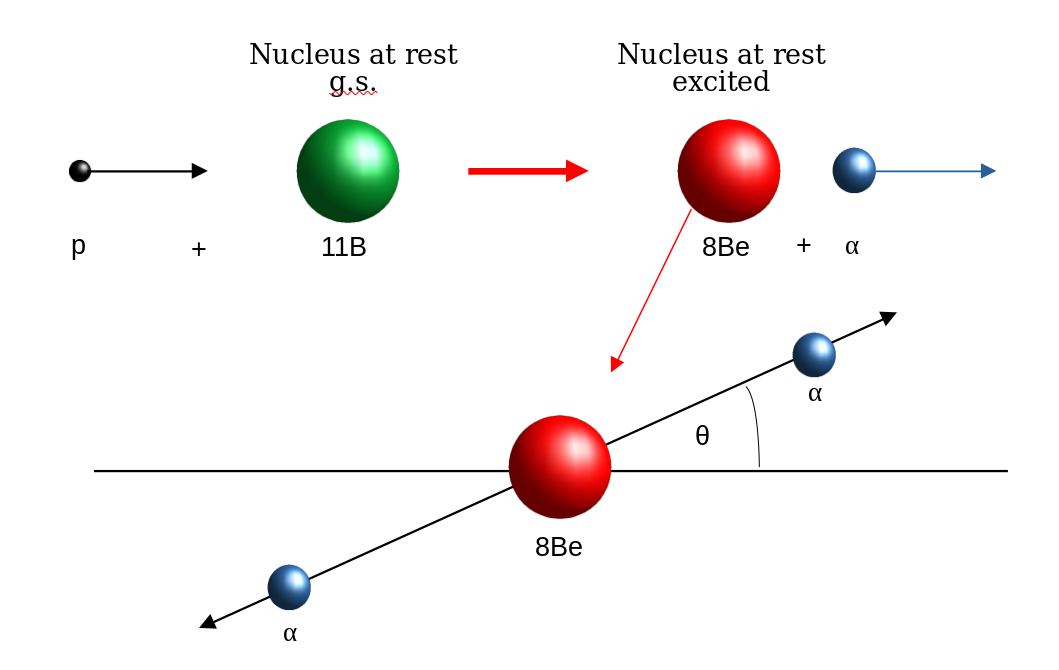 Nucleus at rest
g.s.
Nucleus at rest
excited
p + 11B
8Be + α
α
θ
8Be
α